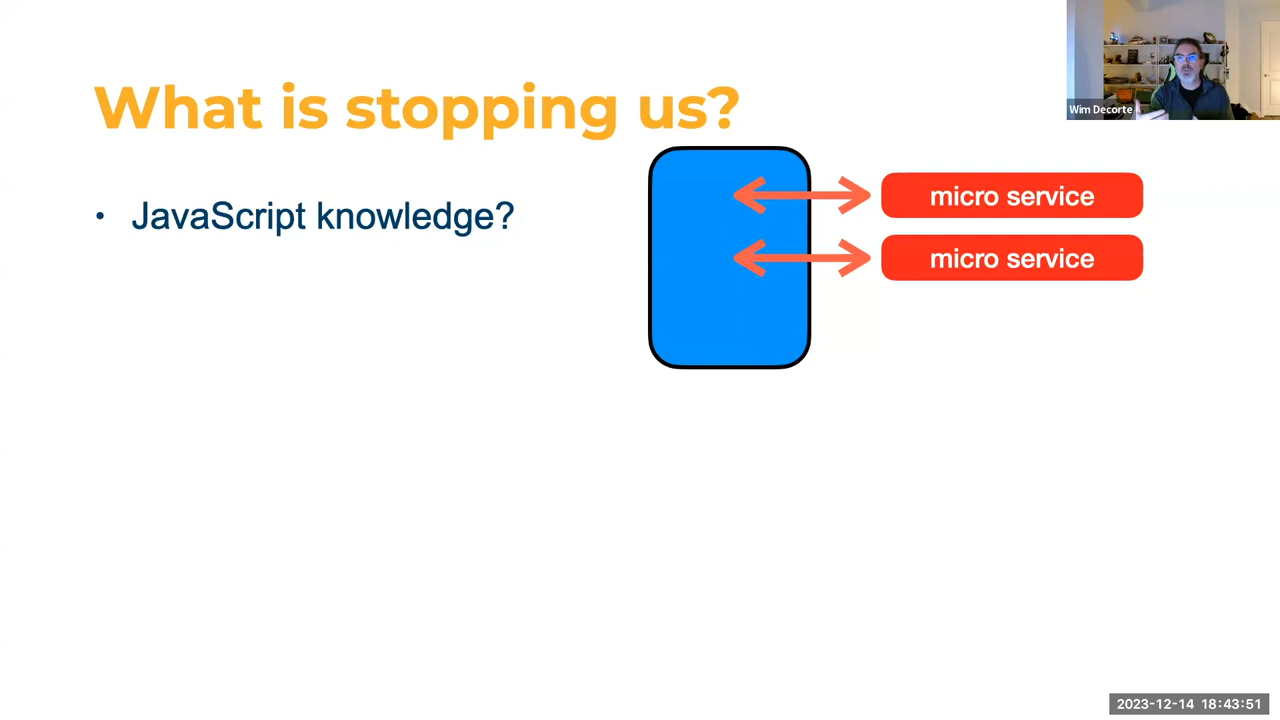 What is stopping us?
• JavaScript knowledge?
micro service
micro service
Wim Decorte
2023-12-14 18:43:51